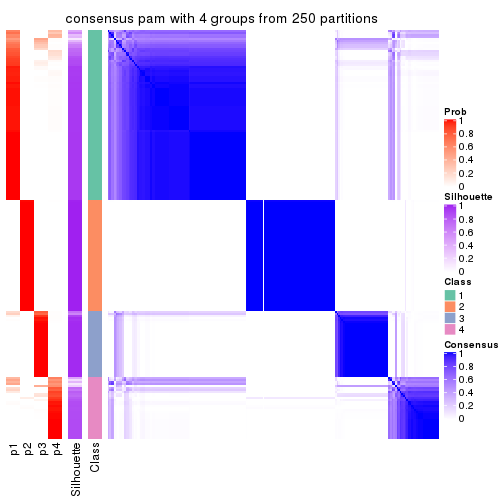 consensus pam with 4 groups from 250 partitions
Prob
1
0.8
0.6
0.4
0.2
0
Silhouette
1
0.8
0.6
0.4
0.2
0
Class
1
2
3
4
Consensus
1
0.8
0.6
0.4
0.2
0
p1
p2
p3
p4
Silhouette
Class